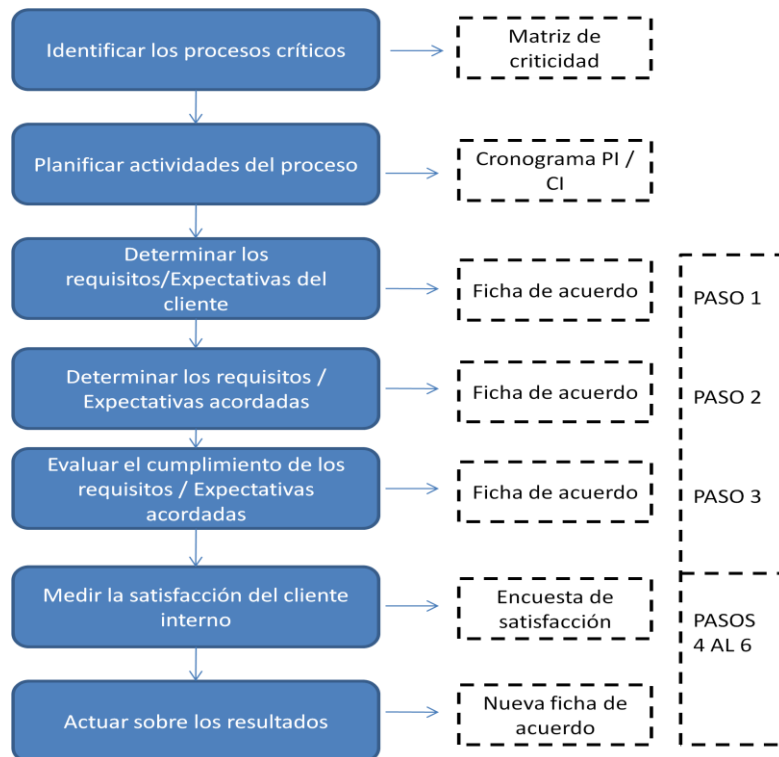 Identificar los procesos críticos
Matriz de
criticidad
Planificar actividades del proceso
Cronograma PI /
CI
Determinar los
requisitos/Expectativas del
cliente
Ficha de acuerdo
PASO 1
Determinar los requisitos /
Expectativas acordadas
Ficha de acuerdo
PASO 2
Evaluar el cumplimiento de los
requisitos / Expectativas
acordadas
Ficha de acuerdo
PASO 3
Medir la satisfacción del cliente
interno
Encuesta de
satisfacción
PASOS
4 AL 6
Actuar sobre los resultados
Nueva ficha de
acuerdo